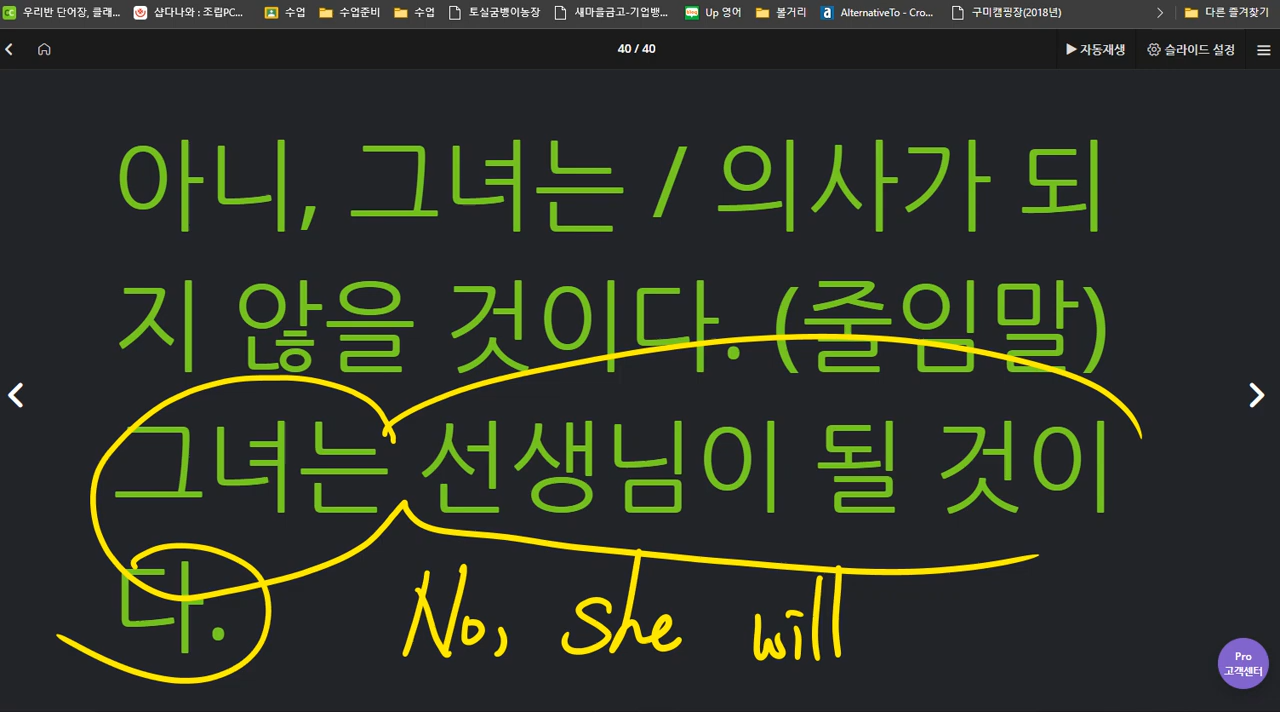 우리반 단어장, 클래... 샵다나와 : 조립PC... 수업 수업준비 수업 토실굼벵이농장 새마을금고-기업뱅... Up 영어 볼거리 AlternativeTo - Cro... 구미캠핑장(2018년) 다른 즐겨찾기
40 / 40 자동재생 슬라이드 설정
아니, 그녀는 / 의사가 되
지 않을 것이다. (줄임말)
그녀는 선생님이 될 것이
다.
No, she will
Pro
고객센터